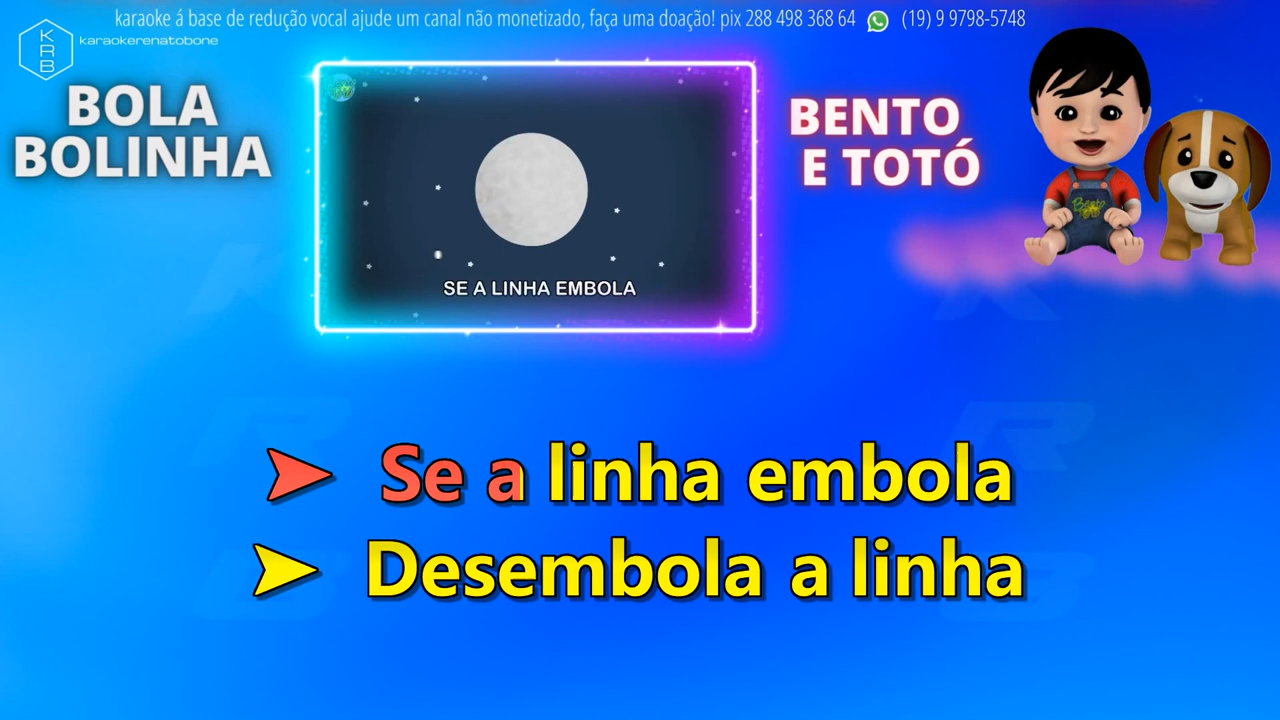 karaoke á base de redução vocal ajude um canal não monetizado, faça uma doação! pix 288 498 368 64 (19) 9 9798-5748
K
R
B
karaokerenatobone
BOLA
BOLINHA
BENTO
E TOTÓ
SE A LINHA EMBOLA
Se a linha embola
Desembola a linha